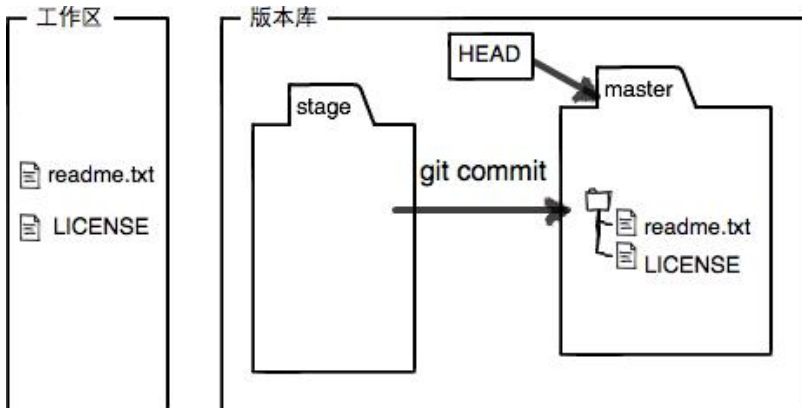 工作区
版本库
HEAD
stage
master
readme.txt
git commit
LICENSE
readme.txt
LICENSE